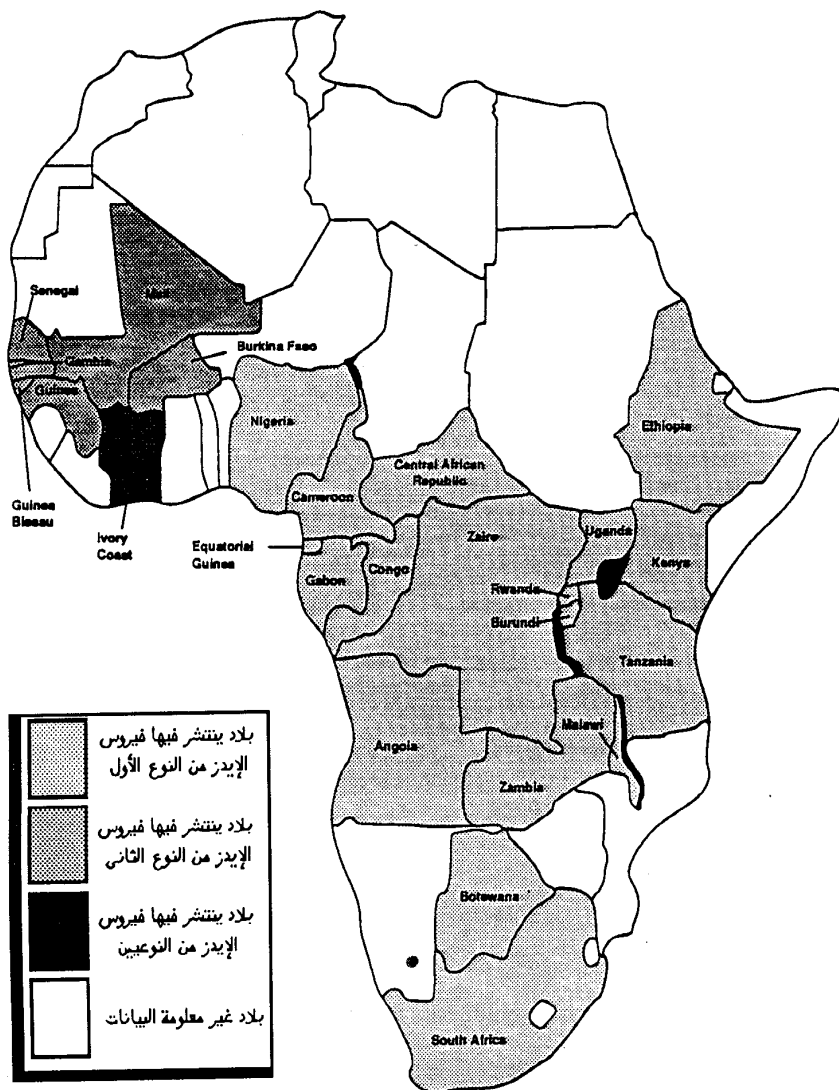 Senegal
Mali
Gambia
Burkina Faso
Guinea
Nigeria
Ethiopia
Central African
Republic
Cameroon
Guinea
Bissau
Ivory
Coast
Equatorial
Guinea
Zaire
Uganda
Gabon
Congo
Kenya
Rwanda
Burundi
Tanzania
Malawi
Angola
Zambia
Botswana
South Africa
بلاد ينتشر فيها فيروس
الإيدز من النوع الأول
بلاد ينتشر فيها فيروس
الإيدز من النوع الثانى
بلاد ينتشر فيها فيروس
الإيدز من النوعيين
بلاد غير معلومة البيانات